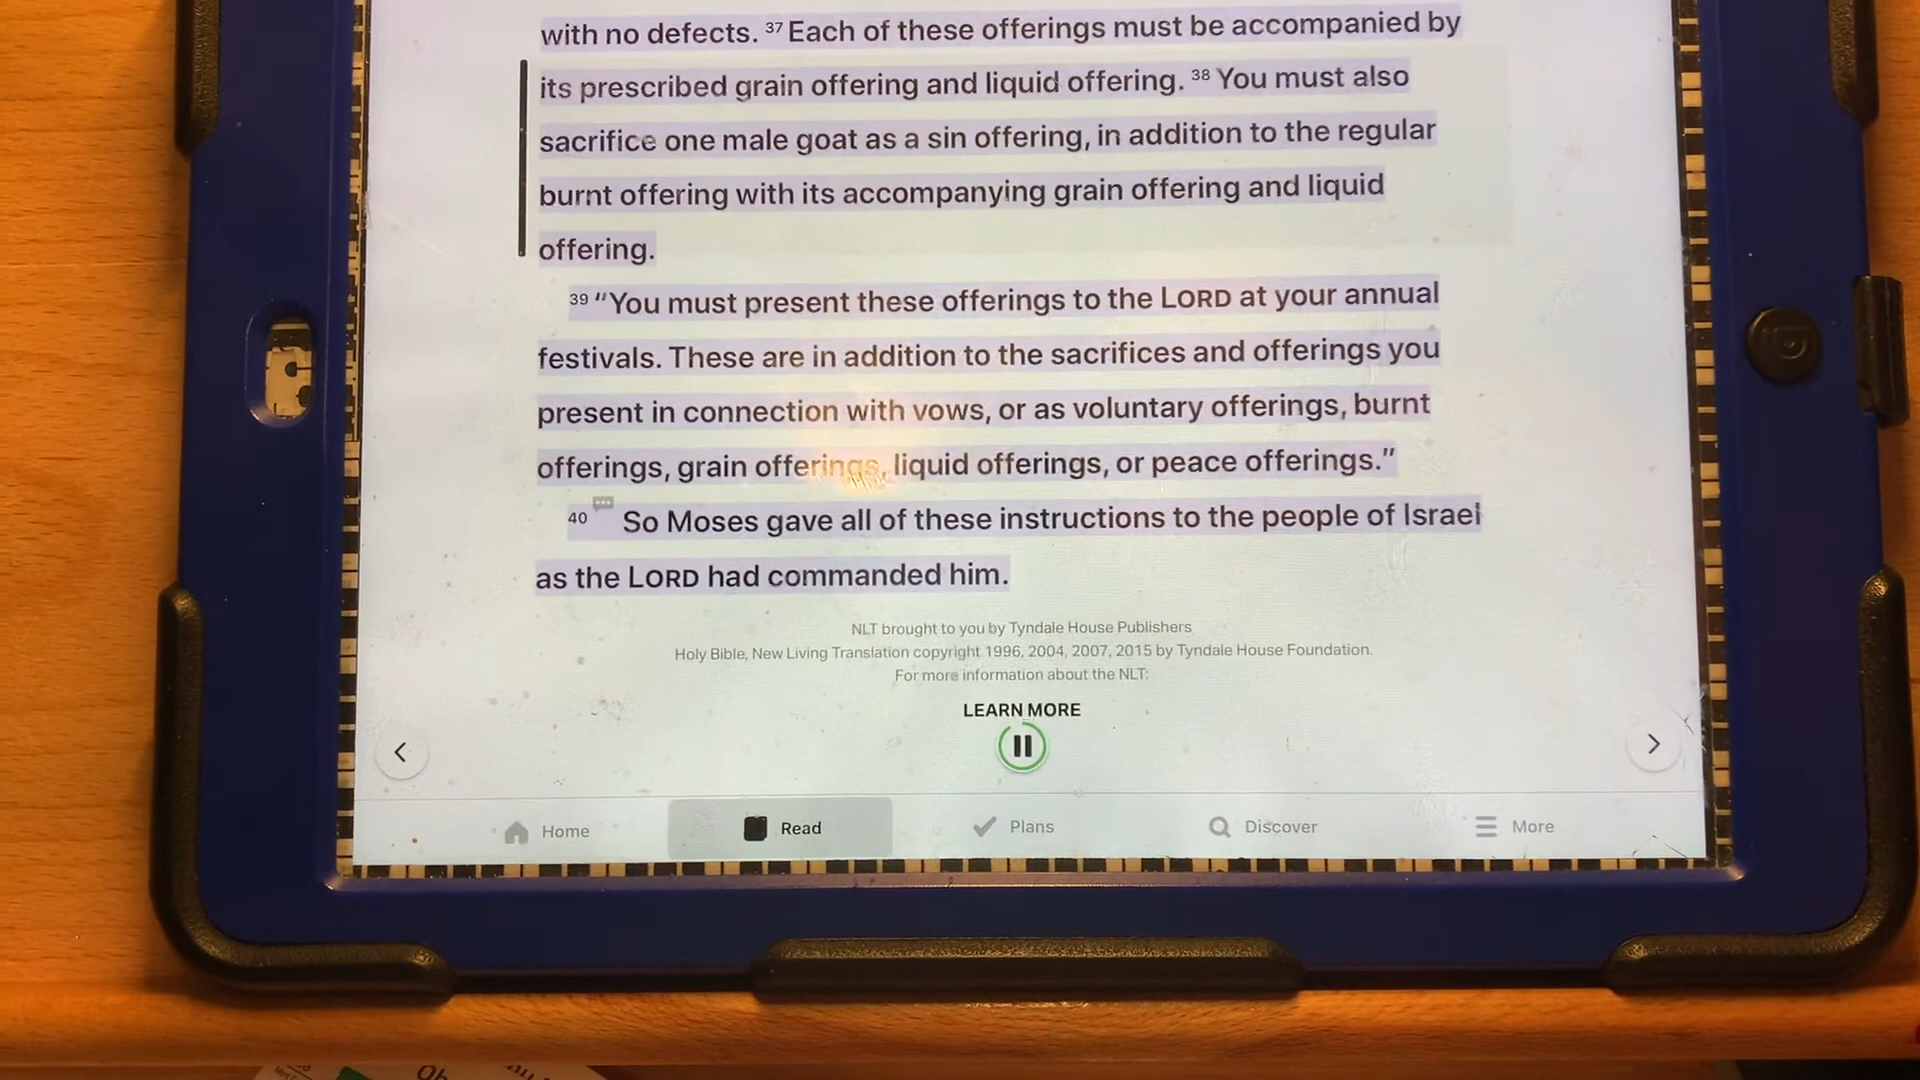 with no defects. 37 Each of these offerings must be accompanied by
its prescribed grain offering and liquid offering. 38 You must also
sacrifice one male goat as a sin offering, in addition to the regular
burnt offering with its accompanying grain offering and liquid
offering.
39 "You must present these offerings to the LORD at your annual
festivals. These are in addition to the sacrifices and offerings you
present in connection with vows, or as voluntary offerings, burnt
offerings, grain offerings, liquid offerings, or peace offerings."
40 So Moses gave all of these instructions to the people of Israel
as the LORD had commanded him.
NLT brought to you by Tyndale House Publishers
Holy Bible, New Living Translation copyright 1996, 2004, 2007, 2015 by Tyndale House Foundation.
For more information about the NLT:
LEARN MORE
Home
Read
Plans
Discover
More